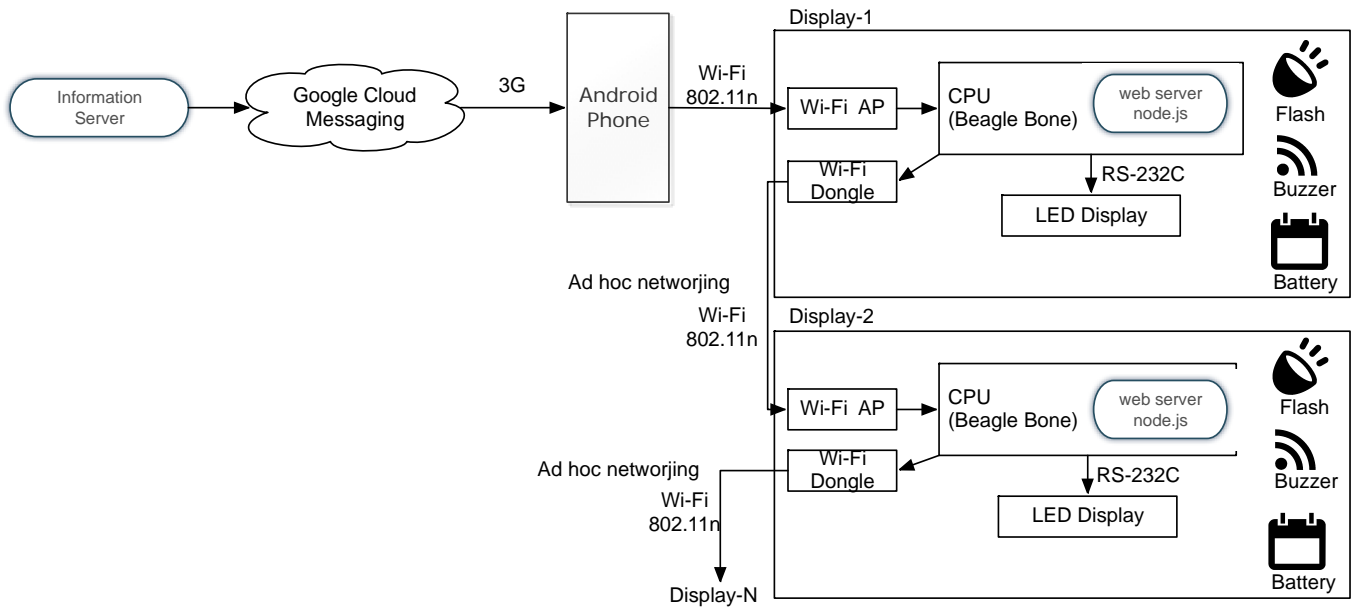 Display-1
Information
Server
Google Cloud
Messaging
3G
Android
Phone
Wi-Fi
802.11n
Wi-Fi AP
CPU
(Beagle Bone)
web server
node.js
Flash
Wi-Fi
Dongle
RS-232C
LED Display
Buzzer
Battery
Ad hoc networjing
Wi-Fi
802.11n
Display-2
Wi-Fi AP
CPU
(Beagle Bone)
web server
node.js
Flash
Wi-Fi
Dongle
RS-232C
LED Display
Buzzer
Battery
Ad hoc networjing
Wi-Fi
802.11n
Display-N